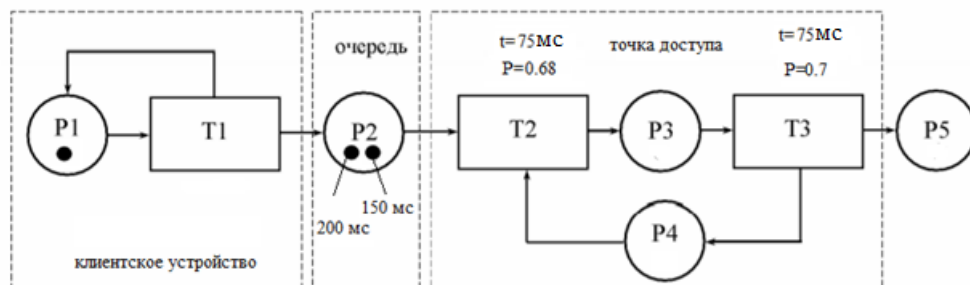 t=75МС
точка доступа
t=75МС
очередь
P=0.68
P=0.7
P1
T1
P2
T2
P3
T3
P5
150 мс
200 мс
P4
клиентское устройство